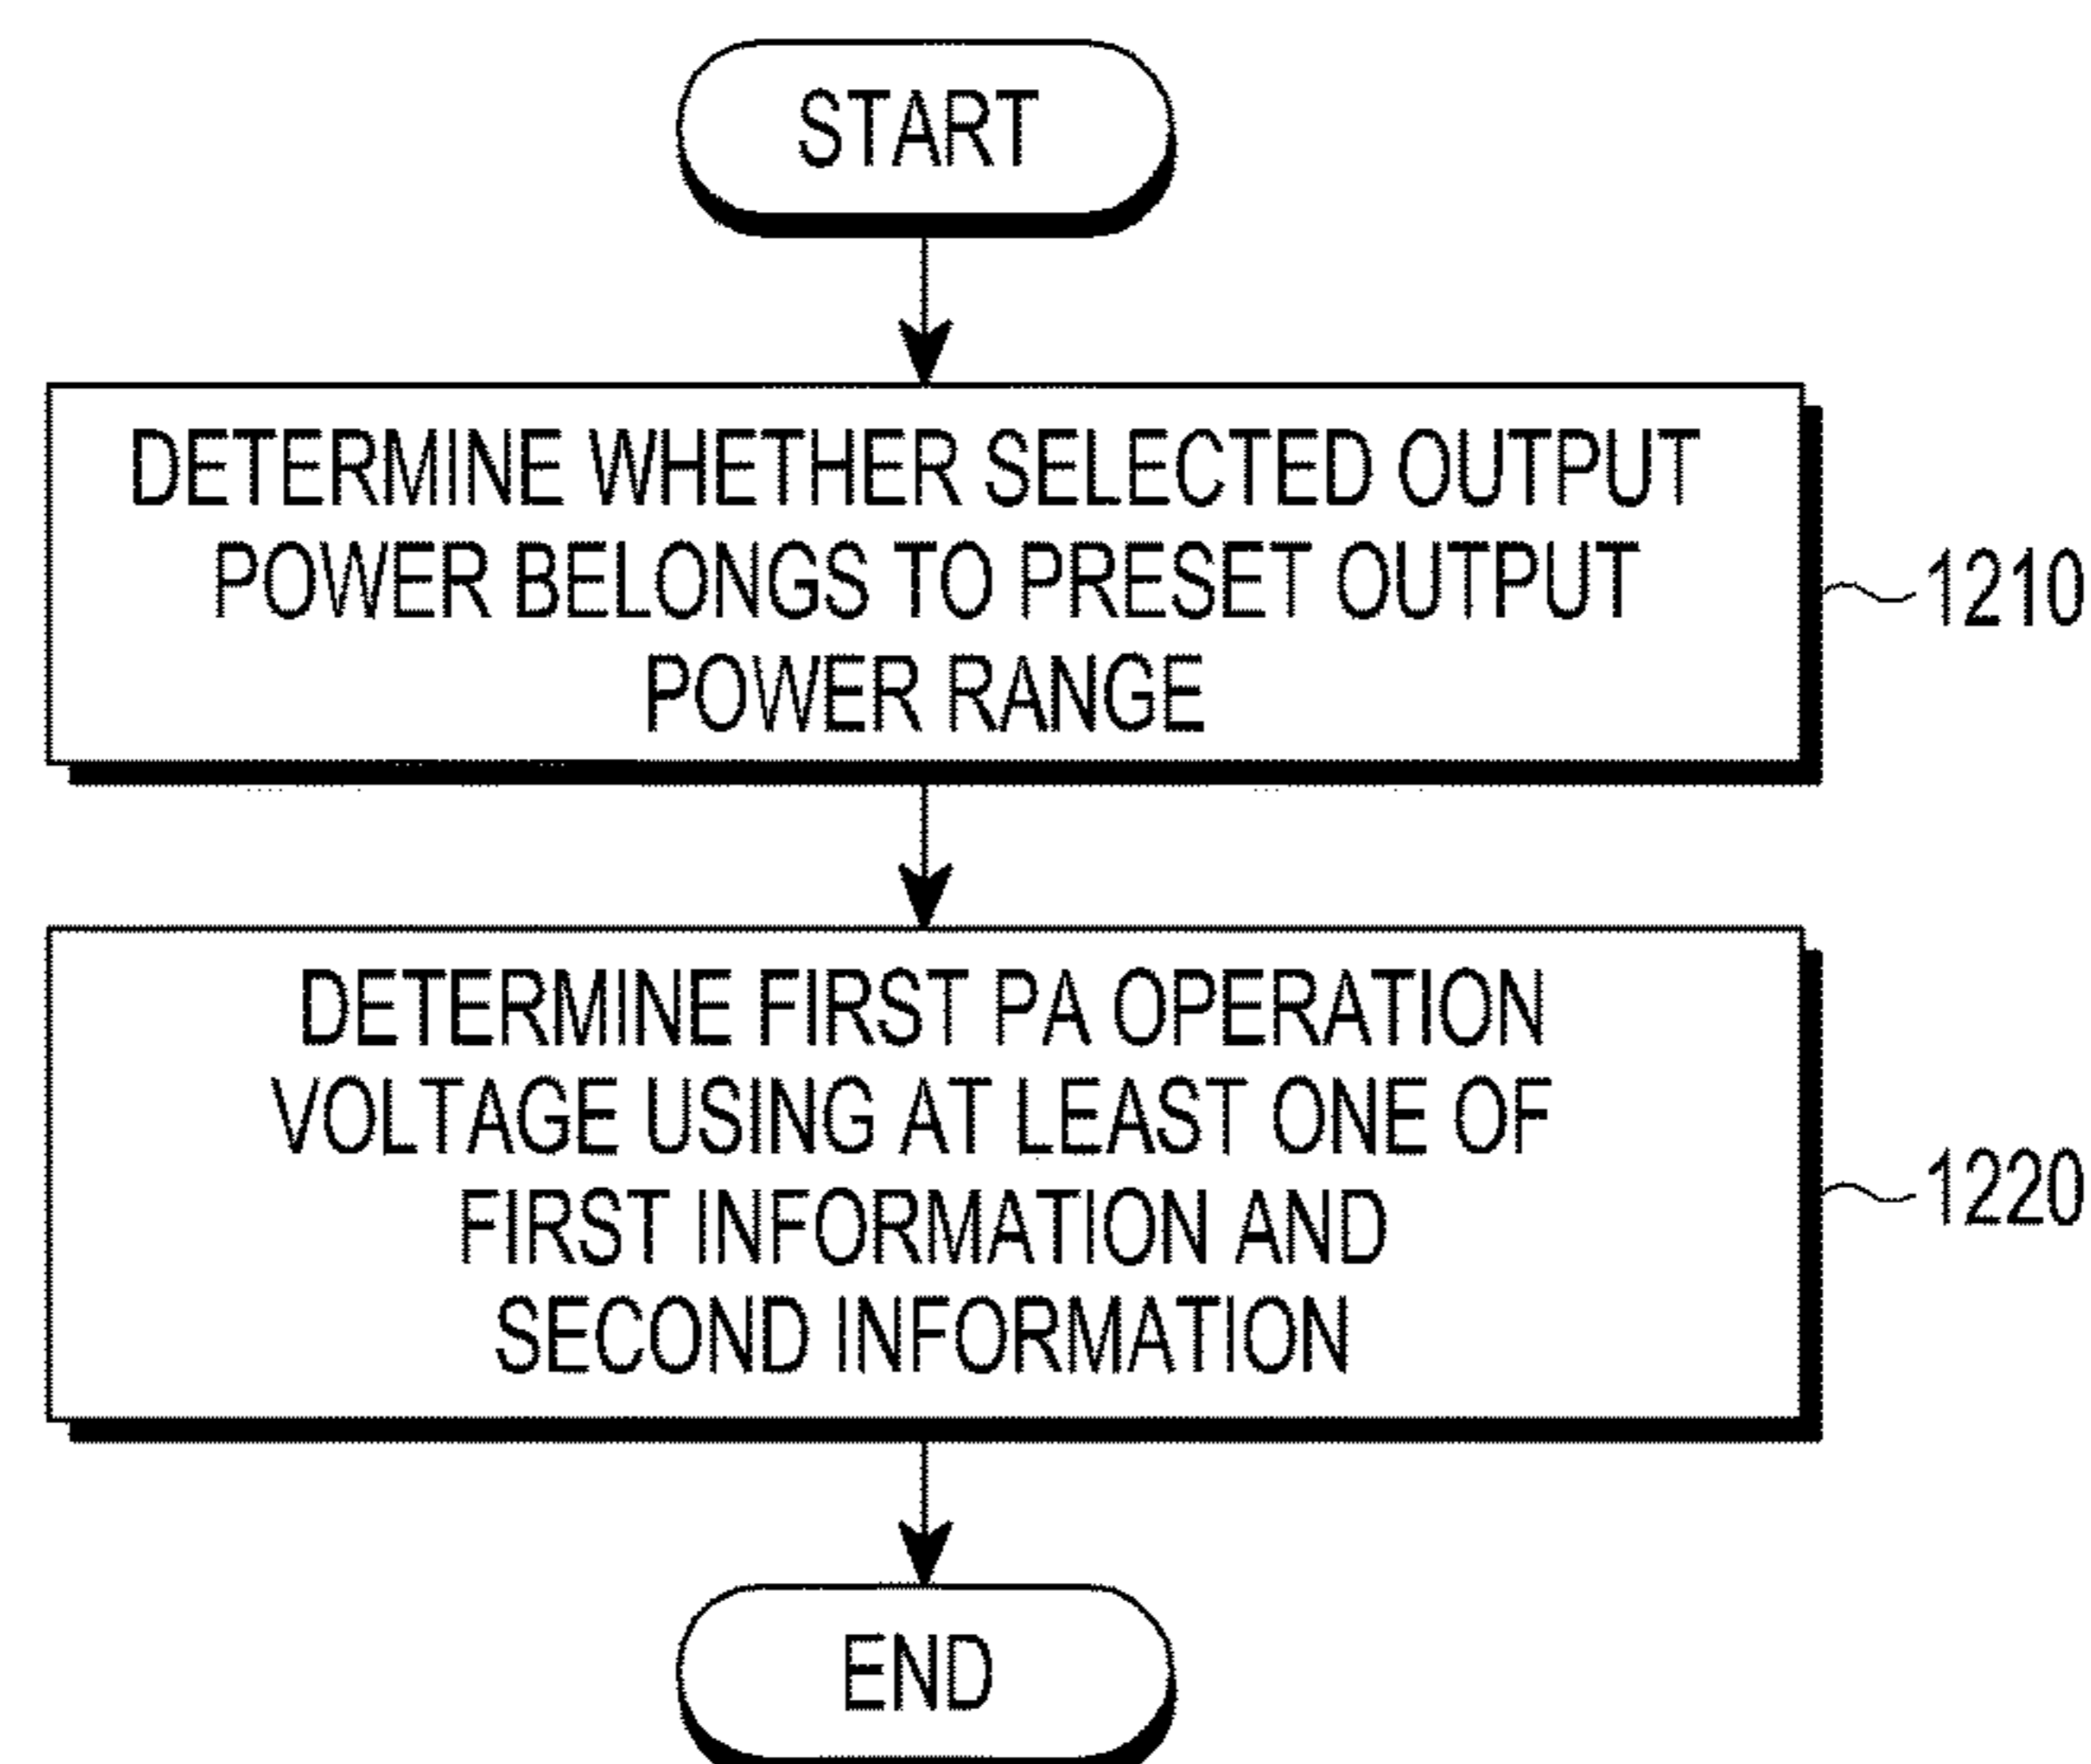 START
DETERMINE WHETHER SELECTED OUTPUT
POWER BELONGS TO PRESET OUTPUT
POWER RANGE
1210
DETERMINE FIRST PA OPERATION
VOLTAGE USING AT LEAST ONE OF
FIRST INFORMATION AND
SECOND INFORMATION
1220
END